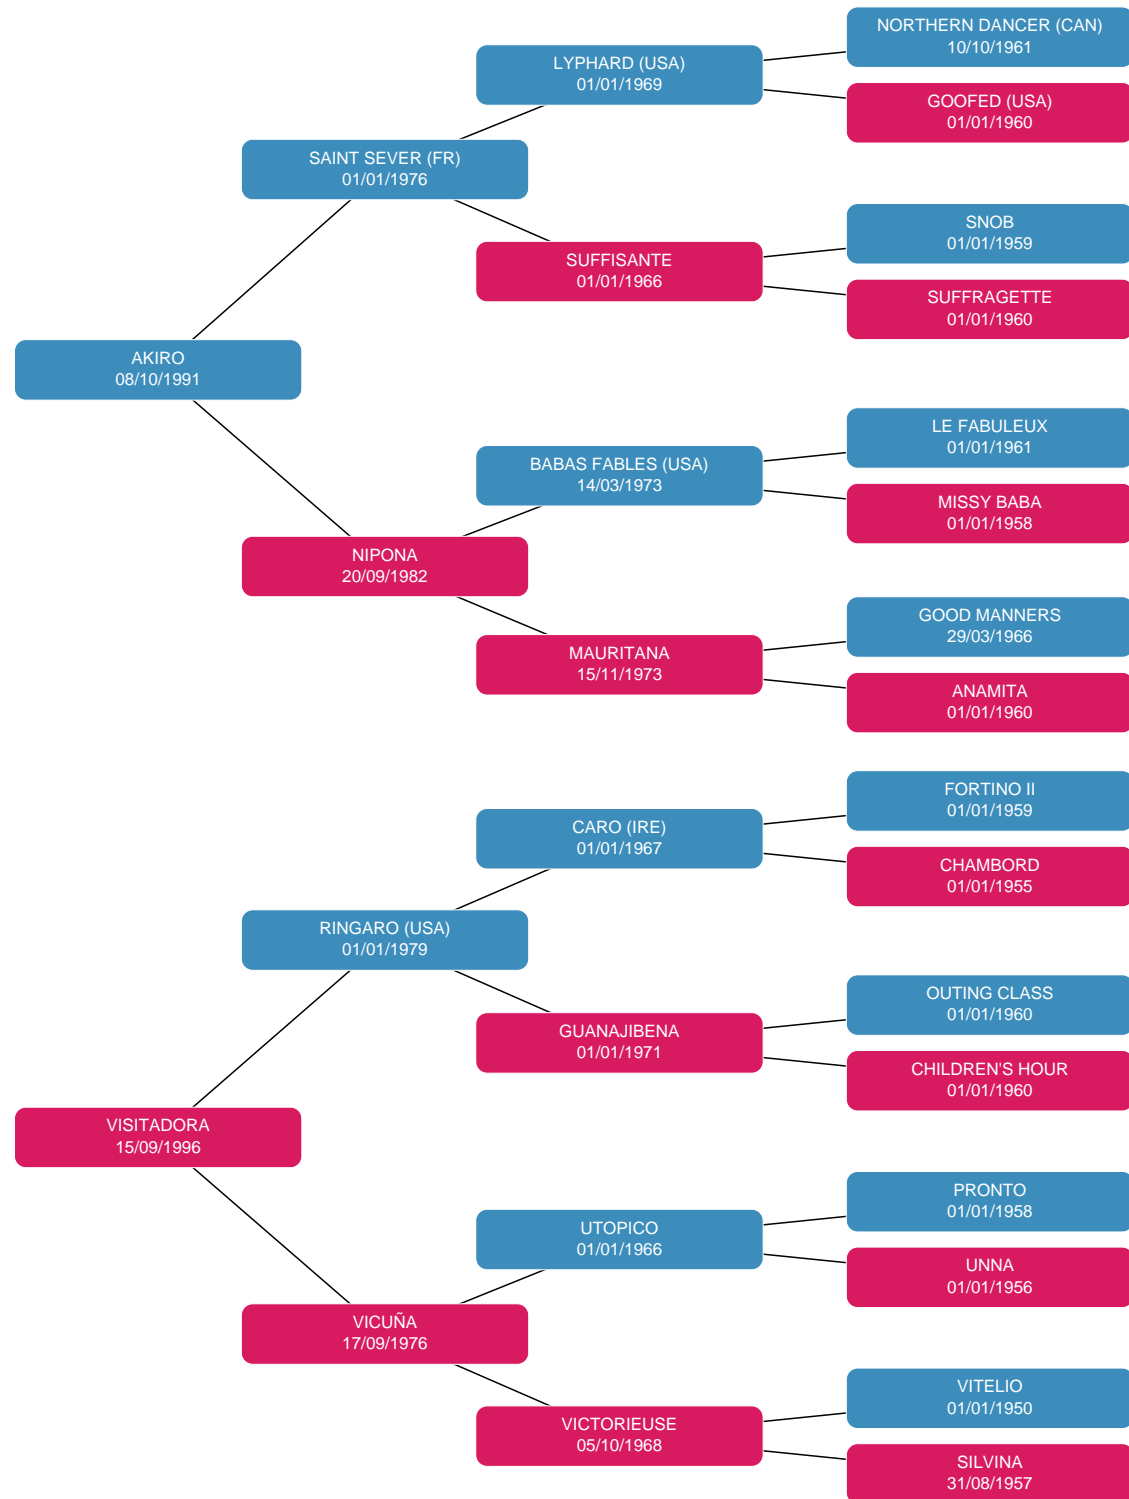 NORTHERN DANCER (CAN)
10/10/1961
LYPHARD (USA)
01/01/1969
GOOFED (USA)
01/01/1960
SAINT SEVER (FR)
01/01/1976
SNOB
01/01/1959
SUFFISANTE
01/01/1966
SUFFRAGETTE
01/01/1960
AKIRO
08/10/1991
LE FABULEUX
01/01/1961
BABAS FABLES (USA)
14/03/1973
MISSY BABA
01/01/1958
NIPONA
20/09/1982
GOOD MANNERS
29/03/1966
MAURITANA
15/11/1973
ANAMITA
01/01/1960
FORTINO II
01/01/1959
CARO (IRE)
01/01/1967
CHAMBORD
01/01/1955
RINGARO (USA)
01/01/1979
OUTING CLASS
01/01/1960
GUANAJIBENA
01/01/1971
CHILDREN'S HOUR
01/01/1960
VISITADORA
15/09/1996
PRONTO
01/01/1958
UTOPICO
01/01/1966
UNNA
01/01/1956
VICUÑA
17/09/1976
VITELIO
01/01/1950
VICTORIEUSE
05/10/1968
SILVINA
31/08/1957